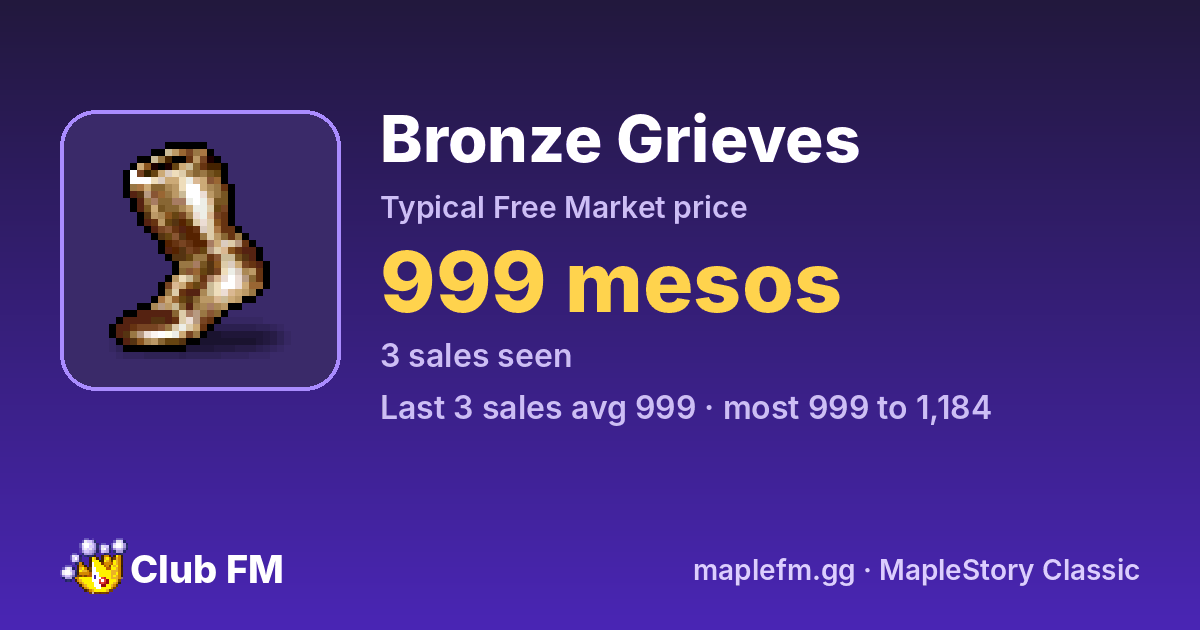 Bronze Grieves
Typical Free Market price
999 mesos
3 sales seen
Last 3 sales avg 999 · most 999 to 1,184
Club FM
maplefm.gg · MapleStory Classic